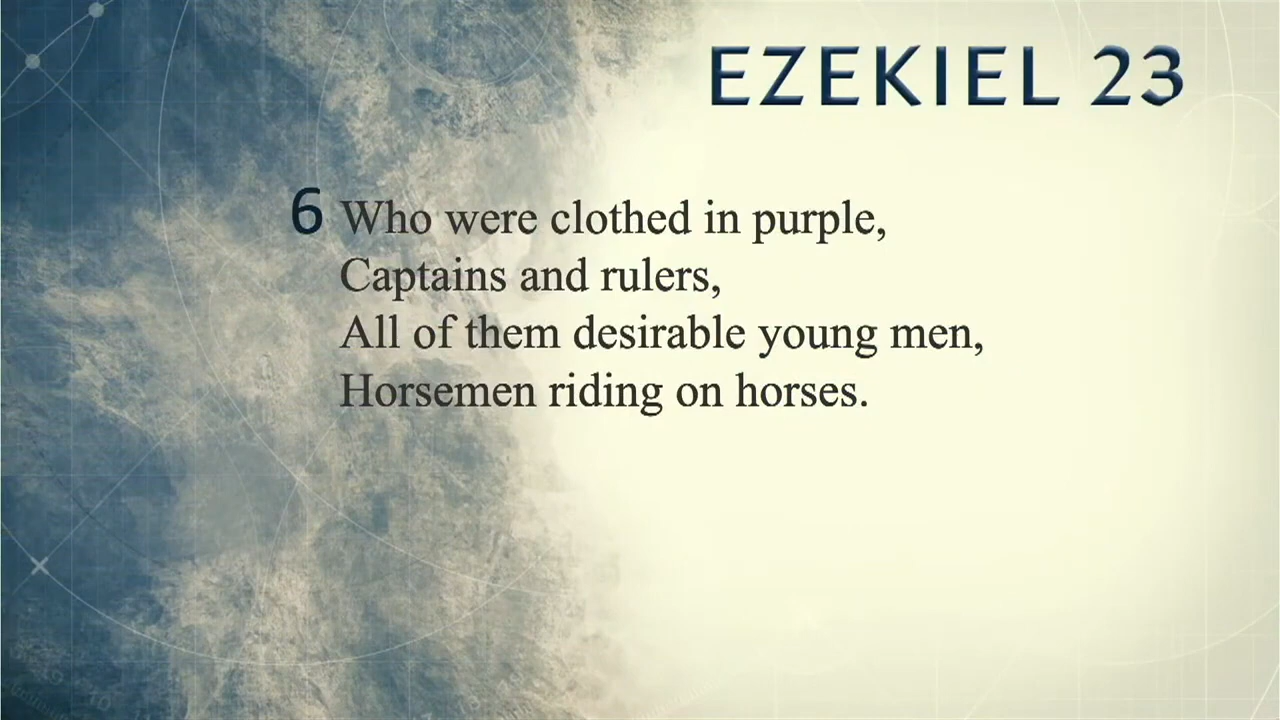 EZEKIEL 23
6 Who were clothed in purple,
Captains and rulers,
All of them desirable young men,
Horsemen riding on horses.